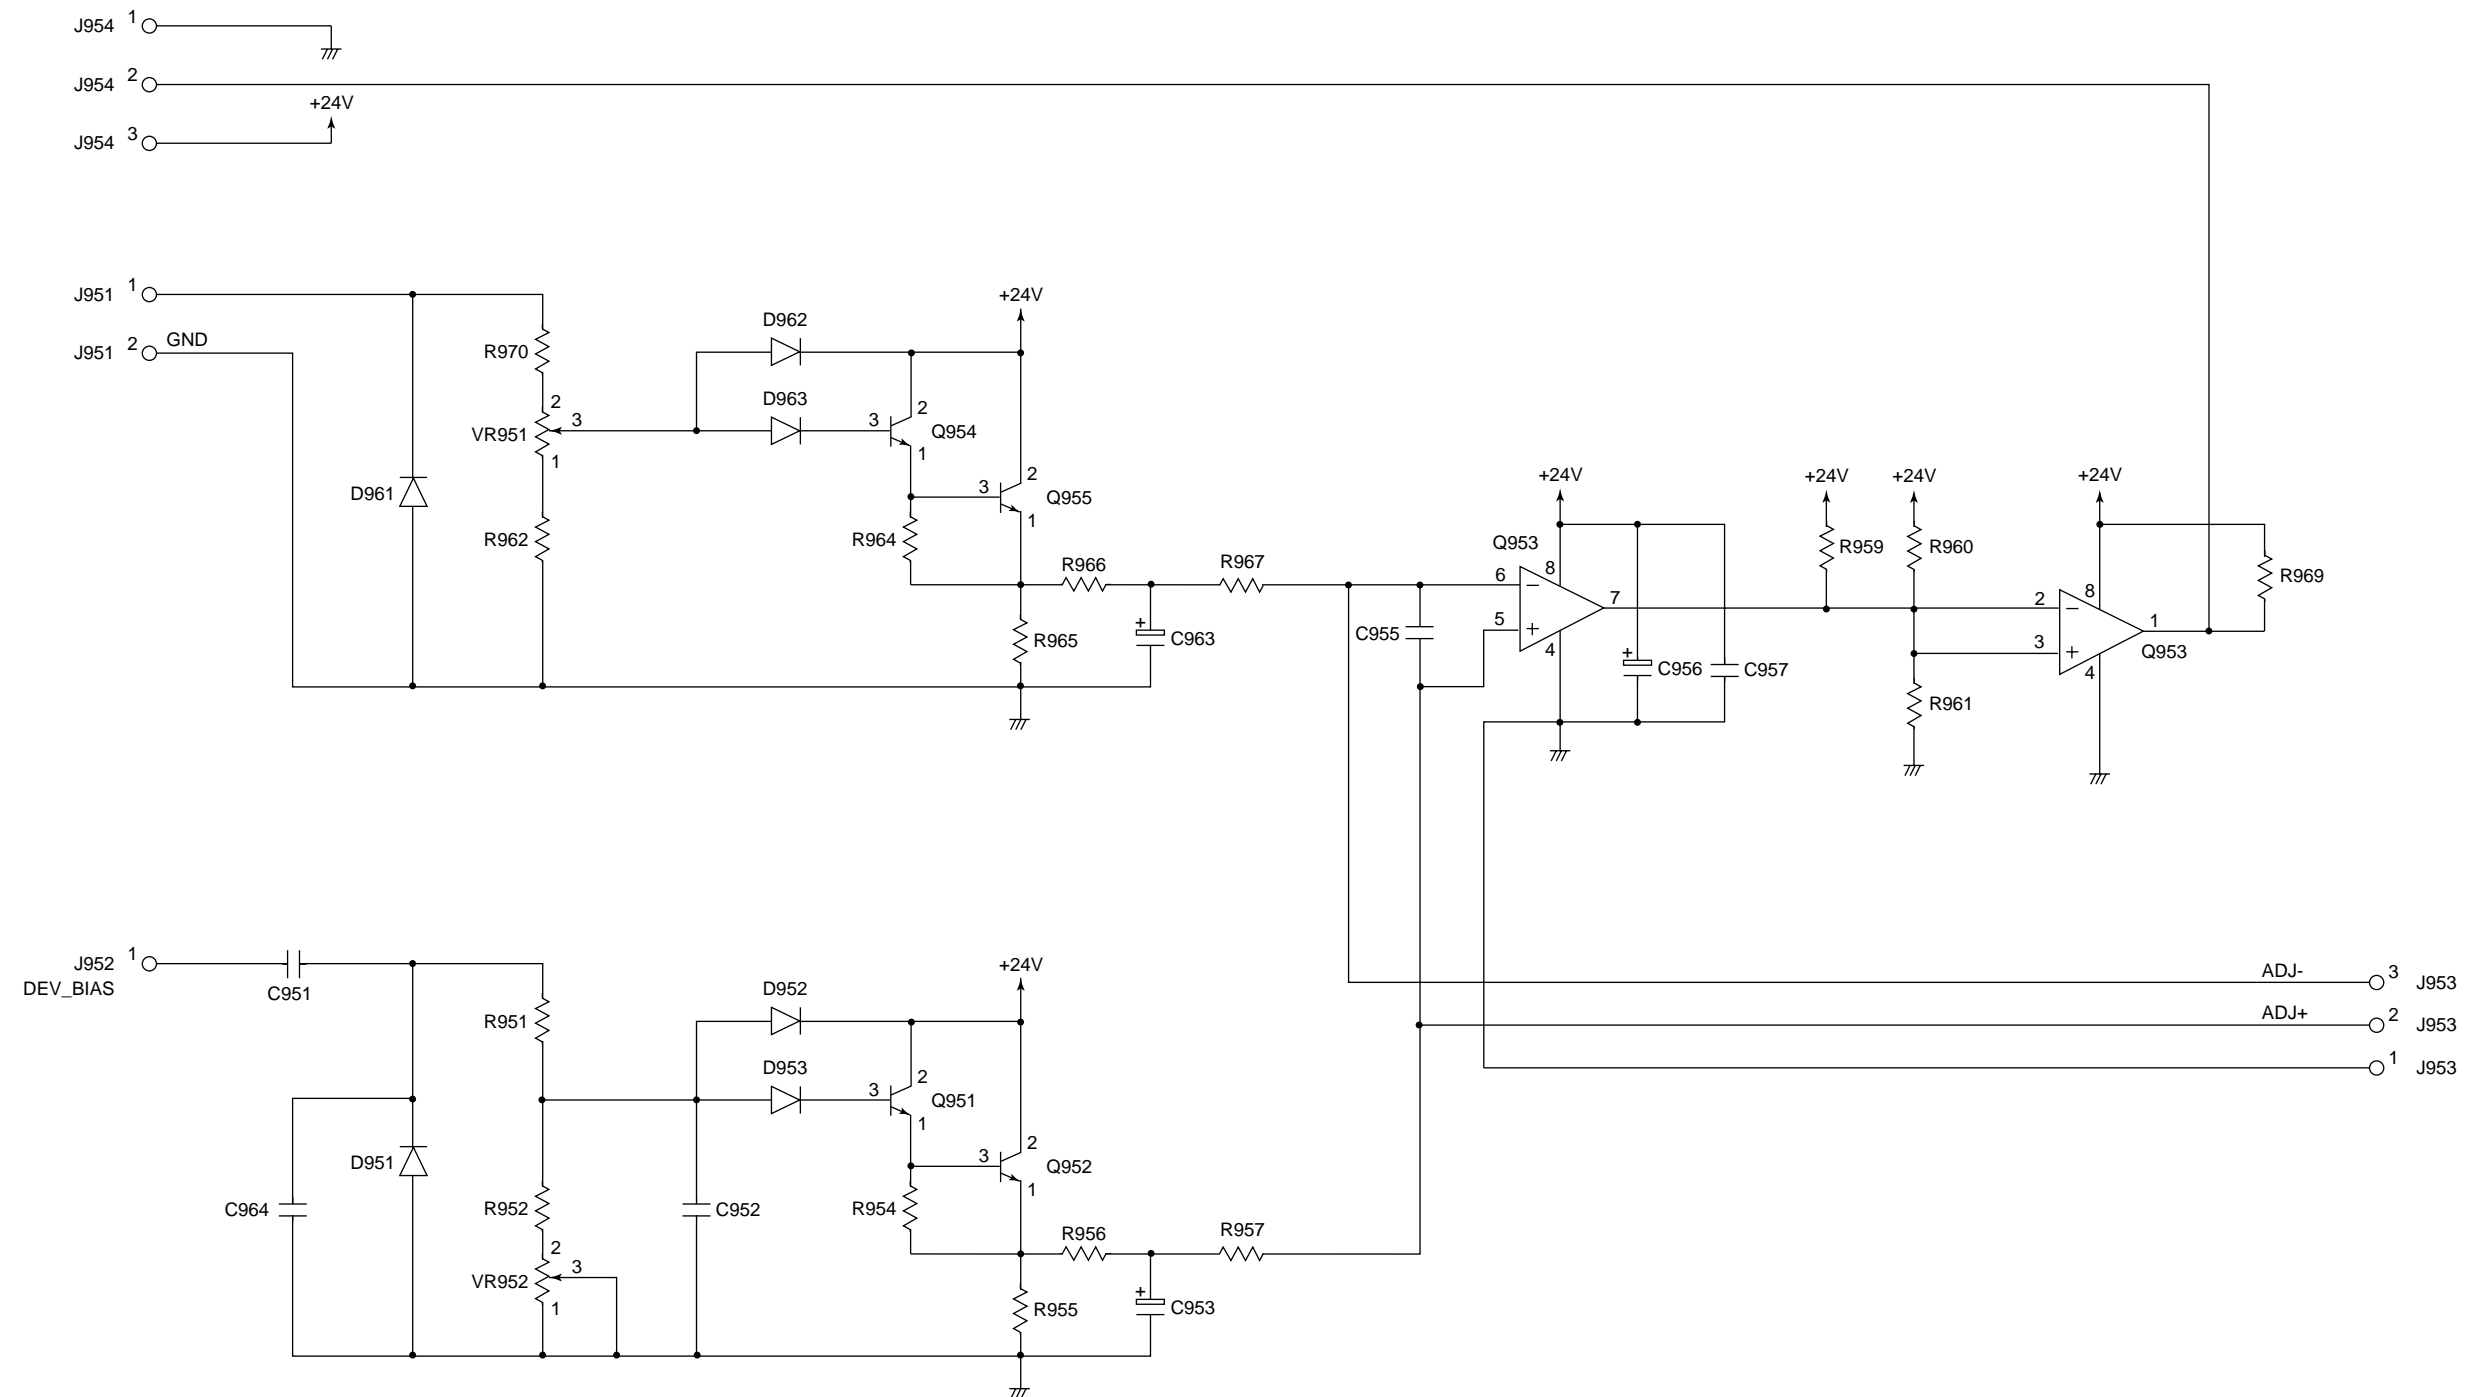 J954 1
J954 2
+24V
J954 3
J951 1
J951 2 GND
R970
2
VR951 3
1
D961
R962
D962
D963
+24V
3 2 Q954
1
2
3 Q955
1
R964
R966
R967
R965
+ C963
+24V
Q953
8
6 −
7
5 +
4
C955
+ C956
C957
+24V
R959
+24V
R960
R961
+24V
8
2 −
1
3 +
Q953
4
R969
J952 1
DEV_BIAS
C951
R951
D951
C964
R952
2
VR952 3
1
D952
D953
C952
+24V
3 2 Q951
1
2
3 Q952
1
R954
R956
R957
R955
+ C953
ADJ- 3 J953
ADJ+ 2 J953
1 J953